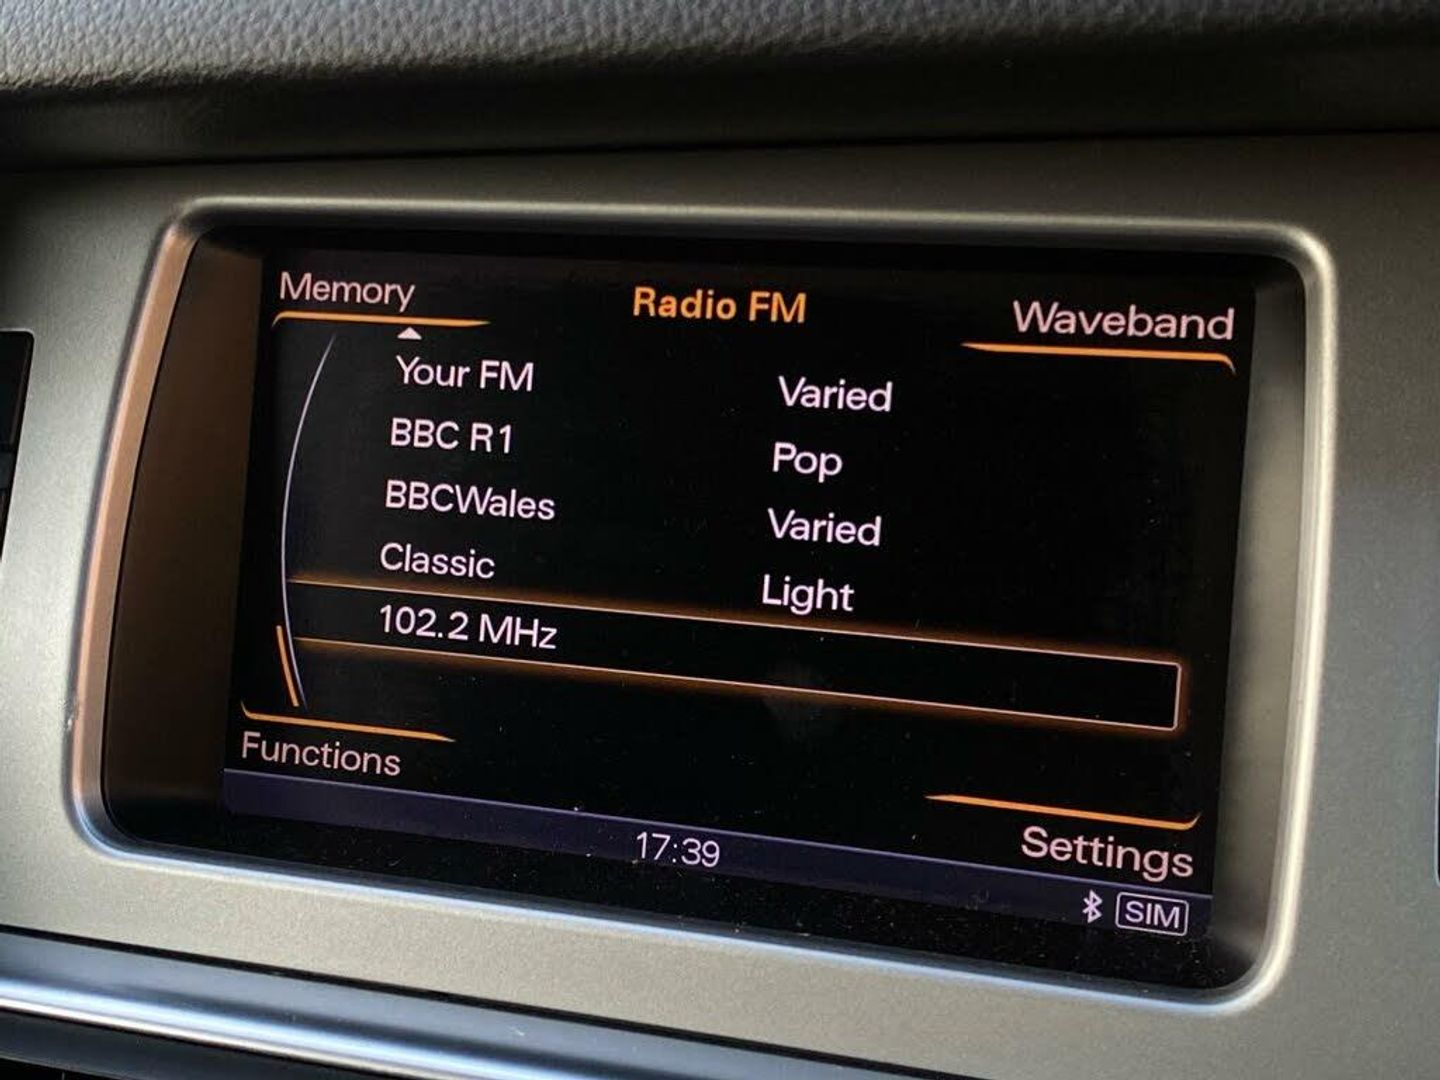 Memory Radio FM Waveband
Your FM Varied
BBC R1 Pop
BBCWales Varied
Classic Light
102.2 MHz
Functions
17:39
Settings
SIM